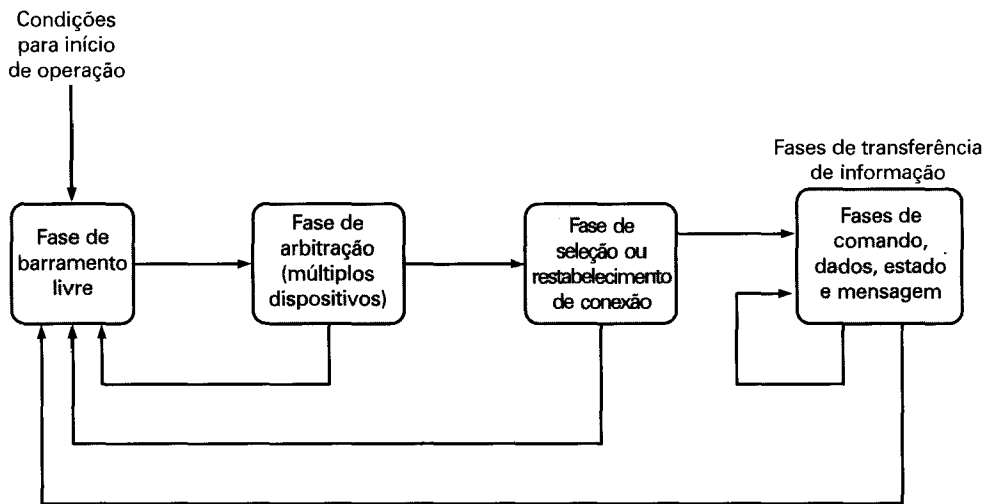 Condições
para início
de operação
Fase de
barramento
livre
Fase de
arbitração
(múltiplos
dispositivos)
Fase de
seleção ou
restabelecimento
de conexão
Fases de transferência
de informação
Fases de
comando,
dados, estado
e mensagem